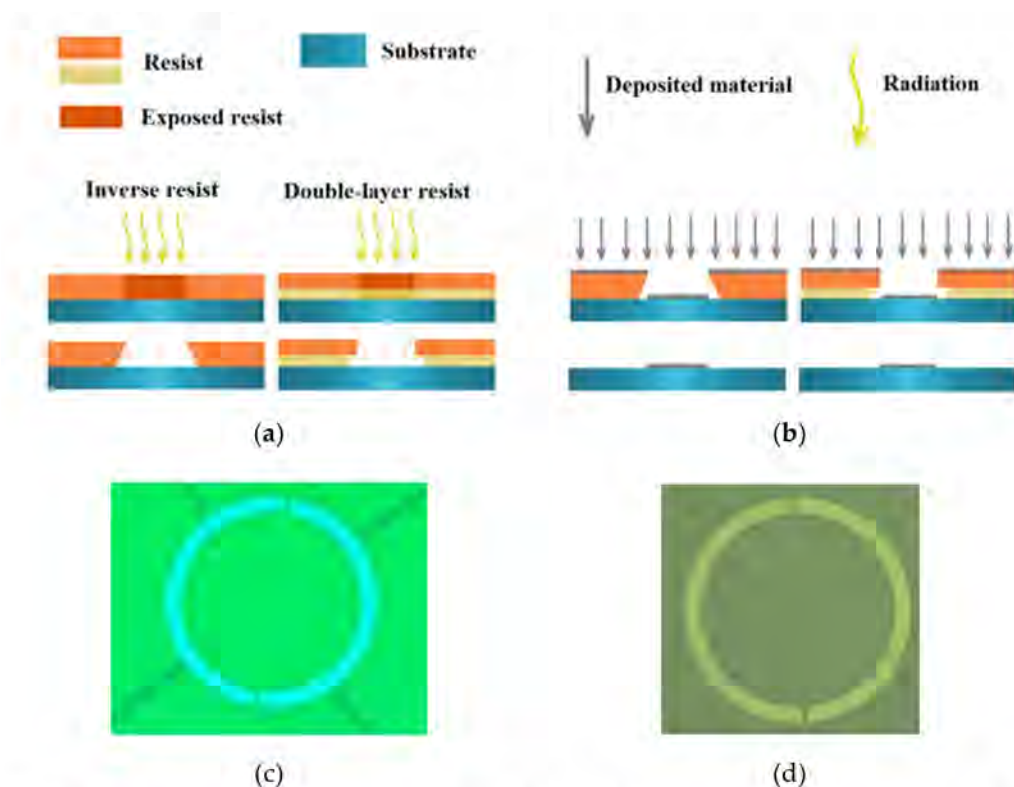 Resist
Substrate
Exposed resist
Deposited material
Radiation
Inverse resist
Double-layer resist
(a)
(b)
(c)
(d)